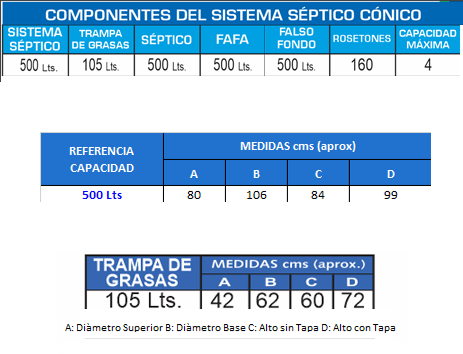 COMPONENTES DEL SISTEMA SÉPTICO CÓNICO
SISTEMA SÉPTICO TRAMPA DE GRASAS SÉPTICO FAFA FALSO FONDO ROSETONES CAPACIDAD MÁXIMA
500 Lts. 105 Lts. 500 Lts. 500 Lts. 500 Lts. 160 4
REFERENCIA CAPACIDAD MEDIDAS cms (aprox)
A B C D
500 Lts 80 106 84 99
TRAMPA DE GRASAS MEDIDAS cms (aprox.)
A B C D
105 Lts. 42 62 60 72
A: Diàmetro Superior B: Diàmetro Base C: Alto sin Tapa D: Alto con Tapa